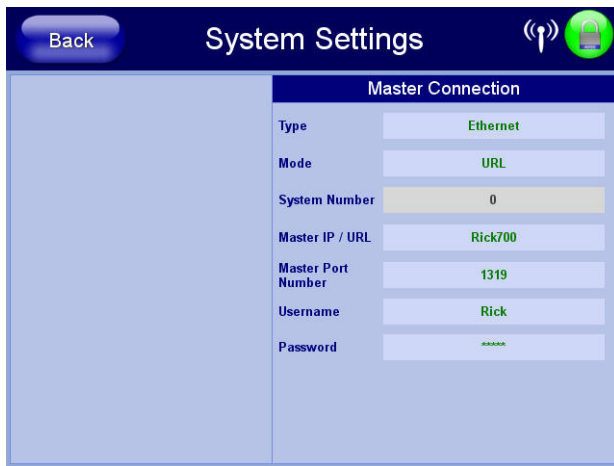 Back
System Settings
Master Connection
Type Ethernet
Mode URL
System Number 0
Master IP / URL Rick700
Master Port
Number 1319
Username Rick
Password *****